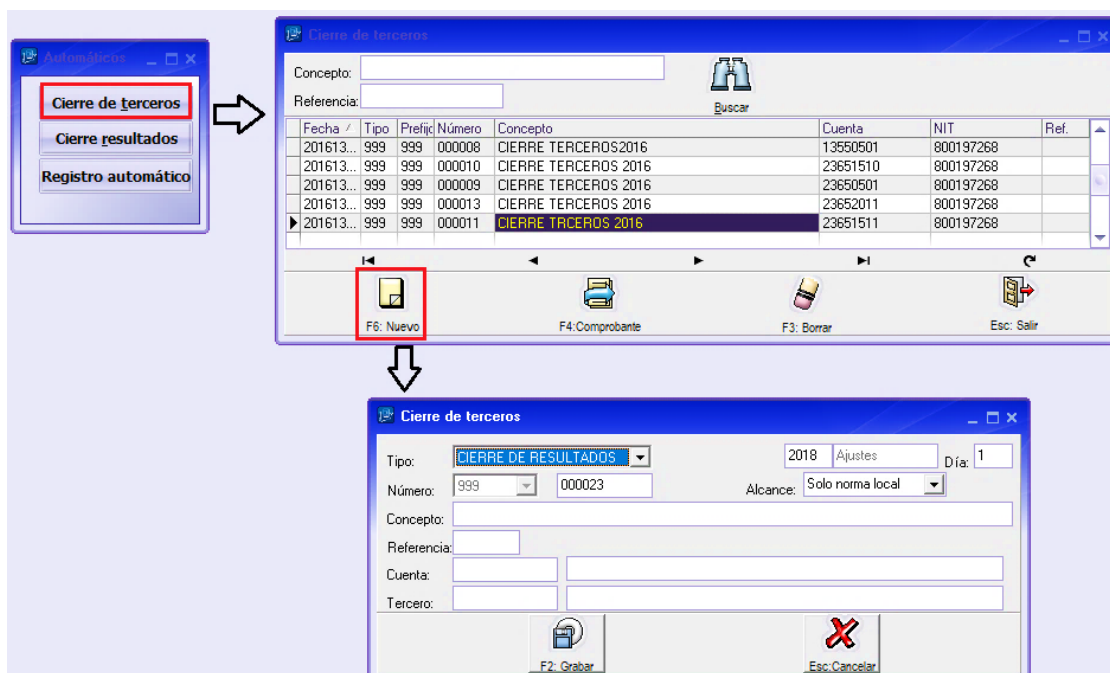 Automáticos
Cierre de terceros
Cierre resultados
Registro automático
Cierre de terceros
Concepto:
Referencia:
Buscar
Fecha Tipo Prefijo Número Concepto Cuenta NIT Ref.
201613... 999 999 000008 CIERRE TERCEROS2016 13550501 800197268
201613... 999 999 000010 CIERRE TERCEROS 2016 23651510 800197268
201613... 999 999 000009 CIERRE TERCEROS 2016 23650501 800197268
201613... 999 999 000013 CIERRE TERCEROS 2016 23652011 800197268
201613... 999 999 000011 CIERRE TRCEROS 2016 23651511 800197268
F6: Nuevo F4:Comprobante F3: Borrar Esc: Salir
Cierre de terceros
Tipo: CIERRE DE RESULTADOS 2018 Ajustes Día: 1
Número: 999 000023 Alcance: Solo norma local
Concepto:
Referencia:
Cuenta:
Tercero:
F2: Grabar Esc:Cancelar